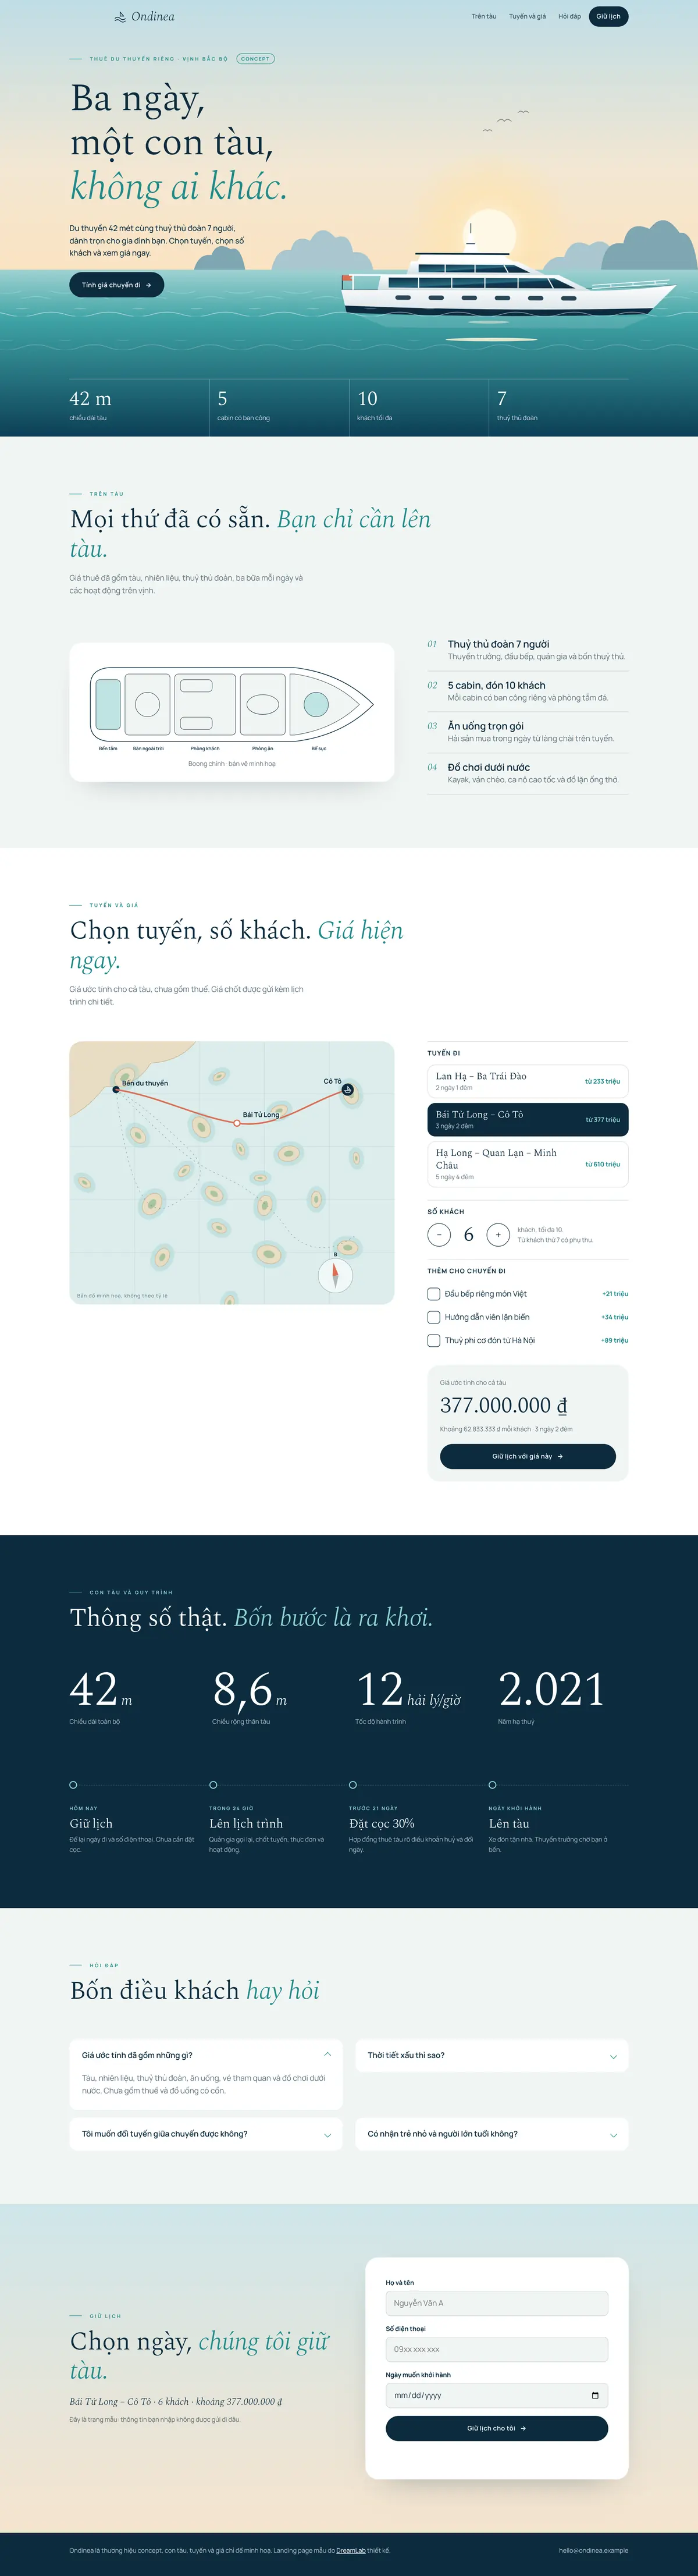 Ondinea
Trên tàu
Tuyến và giá
Hỏi đáp
Giữ lịch
THUÊ DU THUYỀN RIÊNG · VỊNH BẮC BỘ
CONCEPT
Ba ngày,
một con tàu,
không ai khác.
Du thuyền 42 mét cùng thuỷ thủ đoàn 7 người,
dành trọn cho gia đình bạn. Chọn tuyến, chọn số
khách và xem giá ngay.
Tính giá chuyến đi →
42 m
chiều dài tàu
5
cabin có ban công
10
khách tối đa
7
thuỷ thủ đoàn
TRÊN TÀU
Mọi thứ đã có sẵn. Bạn chỉ cần lên
tàu.
Giá thuê đã gồm tàu, nhiên liệu, thuỷ thủ đoàn, ba bữa mỗi ngày và
các hoạt động trên vịnh.
Bến tắm
Bàn ngoài trời
Phòng khách
Phòng ăn
Bể sục
Boong chính · bản vẽ minh hoạ
01
Thuỷ thủ đoàn 7 người
Thuyền trưởng, đầu bếp, quản gia và bốn thuỷ thủ.
02
5 cabin, đón 10 khách
Mỗi cabin có ban công riêng và phòng tắm đá.
03
Ăn uống trọn gói
Hải sản mua trong ngày từ làng chài trên tuyến.
04
Đồ chơi dưới nước
Kayak, ván chèo, ca nô cao tốc và đồ lặn ống thở.
TUYẾN VÀ GIÁ
Chọn tuyến, số khách. Giá hiện
ngay.
Giá ước tính cho cả tàu, chưa gồm thuế. Giá chốt được gửi kèm lịch
trình chi tiết.
Bến du thuyền
Cô Tô
Bái Tử Long
B
Bản đồ minh hoạ, không theo tỷ lệ
TUYẾN ĐI
Lan Hạ – Ba Trái Đào
2 ngày 1 đêm
từ 233 triệu
Bái Tử Long – Cô Tô
3 ngày 2 đêm
từ 377 triệu
Hạ Long – Quan Lạn – Minh
Châu
5 ngày 4 đêm
từ 610 triệu
SỐ KHÁCH
−
6
+
khách, tối đa 10.
Từ khách thứ 7 có phụ thu.
THÊM CHO CHUYẾN ĐI
Đầu bếp riêng món Việt
+21 triệu
Hướng dẫn viên lặn biển
+34 triệu
Thuỷ phi cơ đón từ Hà Nội
+89 triệu
Giá ước tính cho cả tàu
377.000.000 ₫
Khoảng 62.833.333 ₫ mỗi khách · 3 ngày 2 đêm
Giữ lịch với giá này →
CON TÀU VÀ QUY TRÌNH
Thông số thật. Bốn bước là ra khơi.
42 m
Chiều dài toàn bộ
8,6 m
Chiều rộng thân tàu
12 hải lý/giờ
Tốc độ hành trình
2.021
Năm hạ thuỷ
HÔM NAY
Giữ lịch
Để lại ngày đi và số điện thoại. Chưa cần đặt
cọc.
TRONG 24 GIỜ
Lên lịch trình
Quản gia gọi lại, chốt tuyến, thực đơn và
hoạt động.
TRƯỚC 21 NGÀY
Đặt cọc 30%
Hợp đồng thuê tàu rõ điều khoản huỷ và đổi
ngày.
NGÀY KHỞI HÀNH
Lên tàu
Xe đón tận nhà. Thuyền trưởng chờ bạn ở
bến.
HỎI ĐÁP
Bốn điều khách hay hỏi
Giá ước tính đã gồm những gì?
Tàu, nhiên liệu, thuỷ thủ đoàn, ăn uống, vé tham quan và đồ chơi dưới
nước. Chưa gồm thuế và đồ uống có cồn.
Thời tiết xấu thì sao?
Tôi muốn đổi tuyến giữa chuyến được không?
Có nhận trẻ nhỏ và người lớn tuổi không?
GIỮ LỊCH
Chọn ngày, chúng tôi giữ
tàu.
Bái Tử Long – Cô Tô · 6 khách · khoảng 377.000.000 ₫
Đây là trang mẫu: thông tin bạn nhập không được gửi đi đâu.
Họ và tên
Nguyễn Văn A
Số điện thoại
09xx xxx xxx
Ngày muốn khởi hành
mm/dd/yyyy
Giữ lịch cho tôi →
Ondinea là thương hiệu concept, con tàu, tuyến và giá chỉ để minh hoạ. Landing page mẫu do DreamLab thiết kế.
hello@ondinea.example